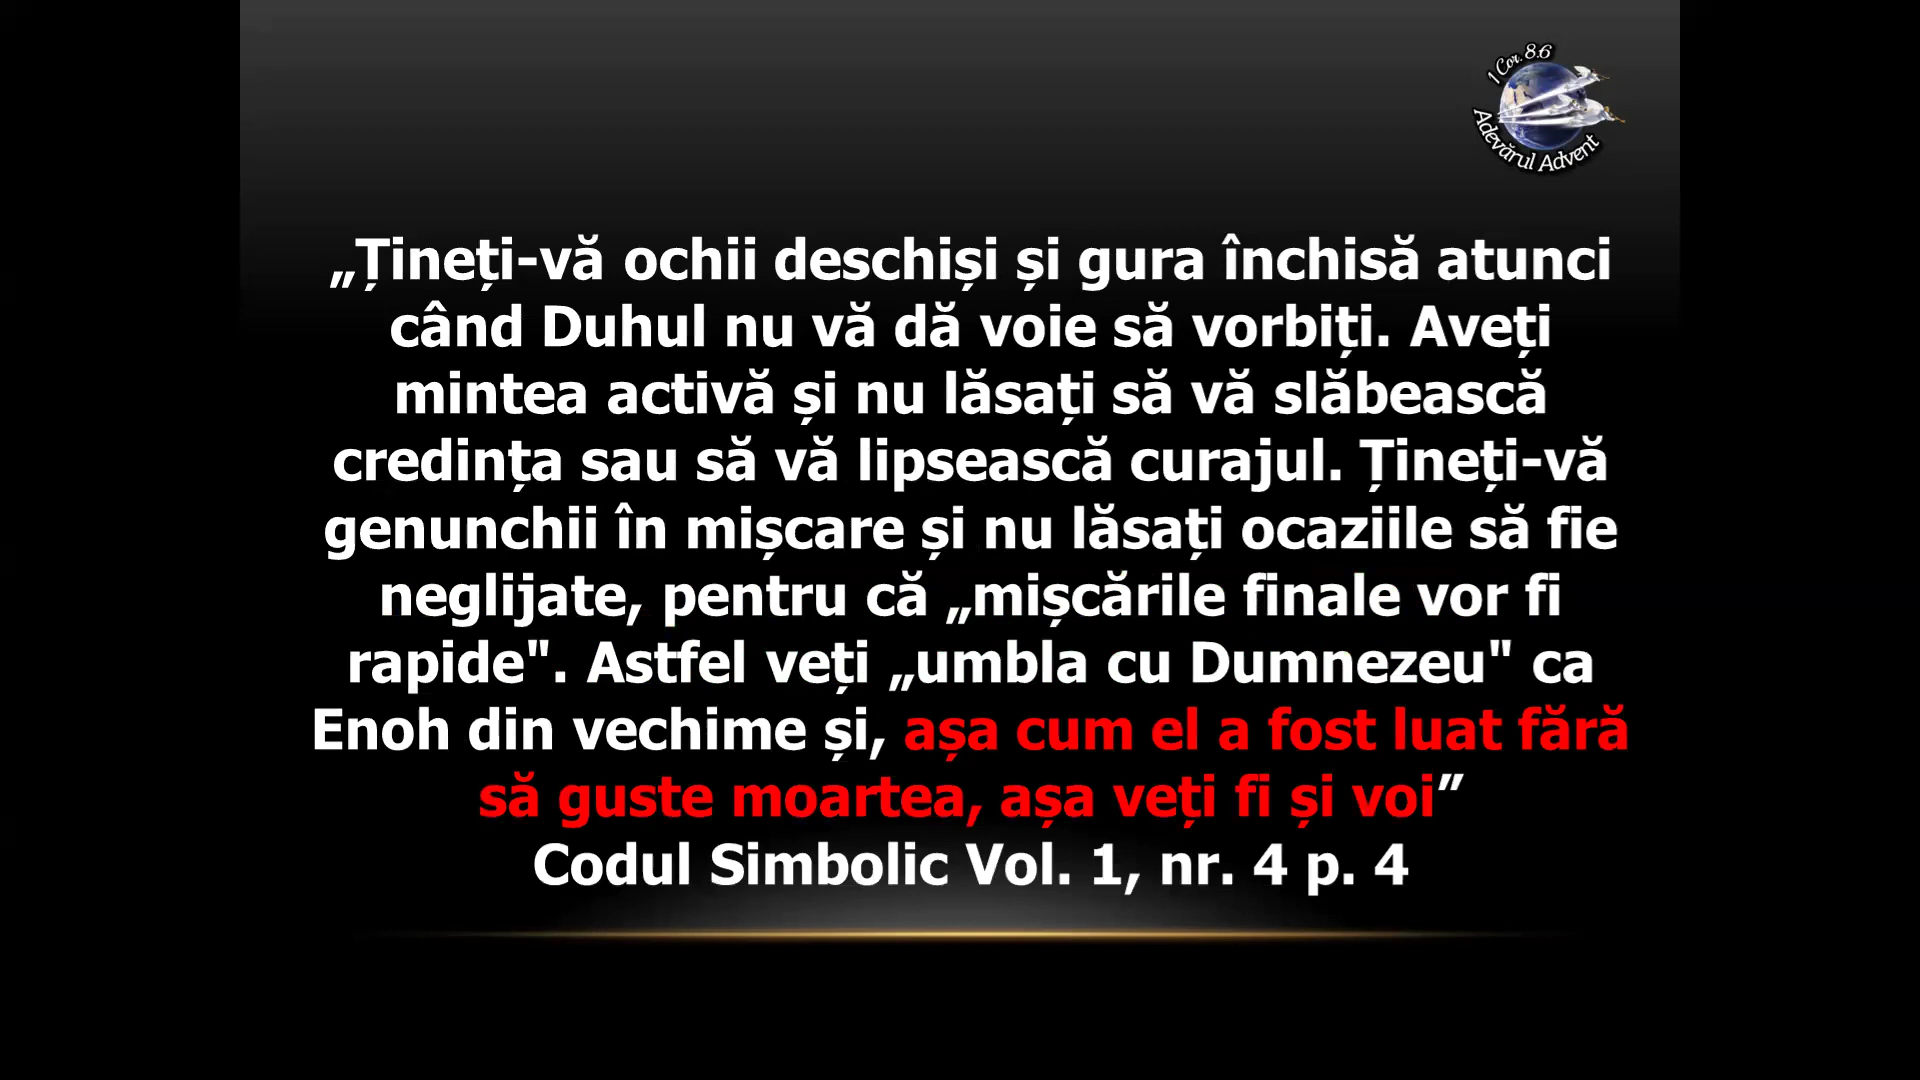 1 Cor. 8:6
Adevărul Advent
„Țineți-vă ochii deschiși și gura închisă atunci
când Duhul nu vă dă voie să vorbiți. Aveți
mintea activă și nu lăsați să vă slăbească
credința sau să vă lipsească curajul. Țineți-vă
genunchii în mișcare și nu lăsați ocaziile să fie
neglijate, pentru că „mișcările finale vor fi
rapide". Astfel veți „umbla cu Dumnezeu" ca
Enoh din vechime și, așa cum el a fost luat fără
să guste moartea, așa veți fi și voi”
Codul Simbolic Vol. 1, nr. 4 p. 4